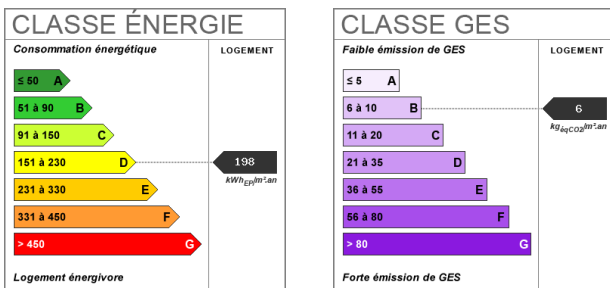 CLASSE ÉNERGIE
Consommation énergétique
LOGEMENT
≤ 50 A
51 à 90 B
91 à 150 C
151 à 230 D
198
kWhEP/m².an
231 à 330 E
331 à 450 F
> 450 G
Logement énergivore
CLASSE GES
Faible émission de GES
LOGEMENT
≤ 5 A
6 à 10 B
6
kgéqCO2/m².an
11 à 20 C
21 à 35 D
36 à 55 E
56 à 80 F
> 80 G
Forte émission de GES